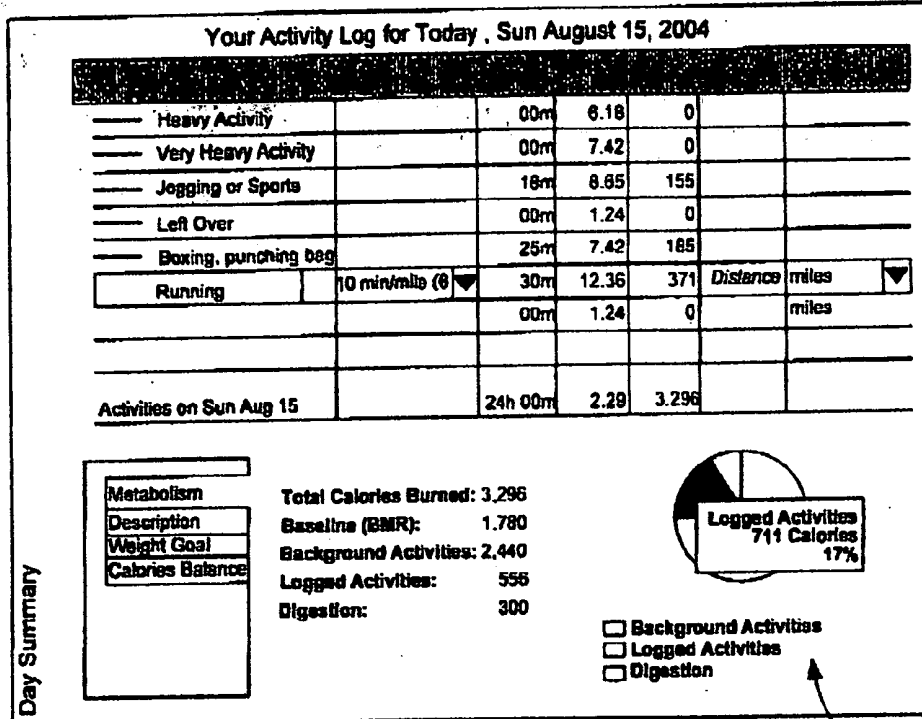 Your Activity Log for Today , Sun August 15, 2004
Heavy Activity 00m 6.18 0
Very Heavy Activity 00m 7.42 0
Jogging or Sports 18m 8.65 155
Left Over 00m 1.24 0
Boxing, punching bag 25m 7.42 185
Running 10 min/mile (6 30m 12.36 371 Distance miles
00m 1.24 0 miles
Activities on Sun Aug 15 24h 00m 2.29 3.296
Day Summary
Metabolism
Description
Weight Goal
Calories Balance
Total Calories Burned: 3,296
Baseline (BMR): 1.780
Background Activities: 2,440
Logged Activities: 556
Digestion: 300
Logged Activities
711 Calories
17%
Background Activities
Logged Activities
Digestion